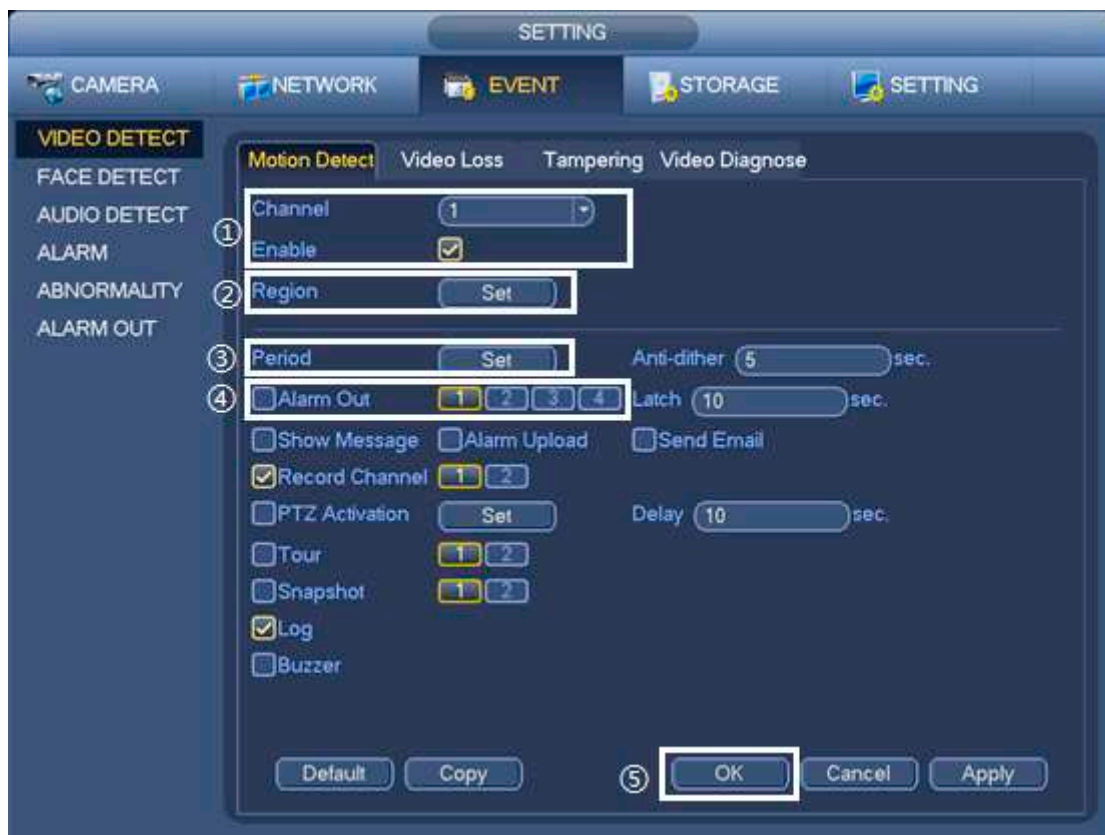 SETTING
CAMERA NETWORK EVENT STORAGE SETTING
VIDEO DETECT
FACE DETECT
AUDIO DETECT
ALARM
ABNORMALITY
ALARM OUT
Motion Detect Video Loss Tampering Video Diagnose
① Channel 1
Enable
② Region Set
③ Period Set Anti-dither 5 sec.
④ Alarm Out 1 2 3 4 Latch 10 sec.
Show Message Alarm Upload Send Email
Record Channel 1 2
PTZ Activation Set Delay 10 sec.
Tour 1 2
Snapshot 1 2
Log
Buzzer
Default Copy ⑤ OK Cancel Apply